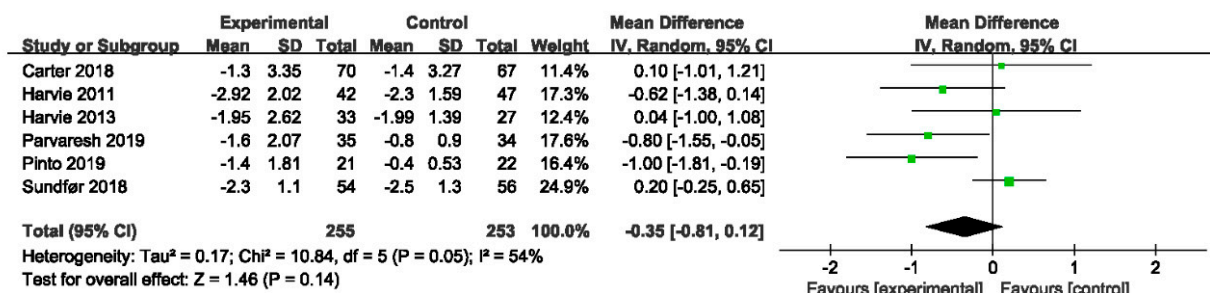 Experimental Control Mean Difference Mean Difference
Study or Subgroup Mean SD Total Mean SD Total Weight IV, Random, 95% CI IV, Random, 95% CI
Carter 2018 -1.3 3.35 70 -1.4 3.27 67 11.4% 0.10 [-1.01, 1.21]
Harvie 2011 -2.92 2.02 42 -2.3 1.59 47 17.3% -0.62 [-1.38, 0.14]
Harvie 2013 -1.95 2.62 33 -1.99 1.39 27 12.4% 0.04 [-1.00, 1.08]
Parvaresh 2019 -1.6 2.07 35 -0.8 0.9 34 17.6% -0.80 [-1.55, -0.05]
Pinto 2019 -1.4 1.81 21 -0.4 0.53 22 16.4% -1.00 [-1.81, -0.19]
Sundfør 2018 -2.3 1.1 54 -2.5 1.3 56 24.9% 0.20 [-0.25, 0.65]
Total (95% CI) 255 253 100.0% -0.35 [-0.81, 0.12]
Heterogeneity: Tau² = 0.17; Chi² = 10.84, df = 5 (P = 0.05); I² = 54%
Test for overall effect: Z = 1.46 (P = 0.14)
-2 -1 0 1 2
Favours [experimental] Favours [control]